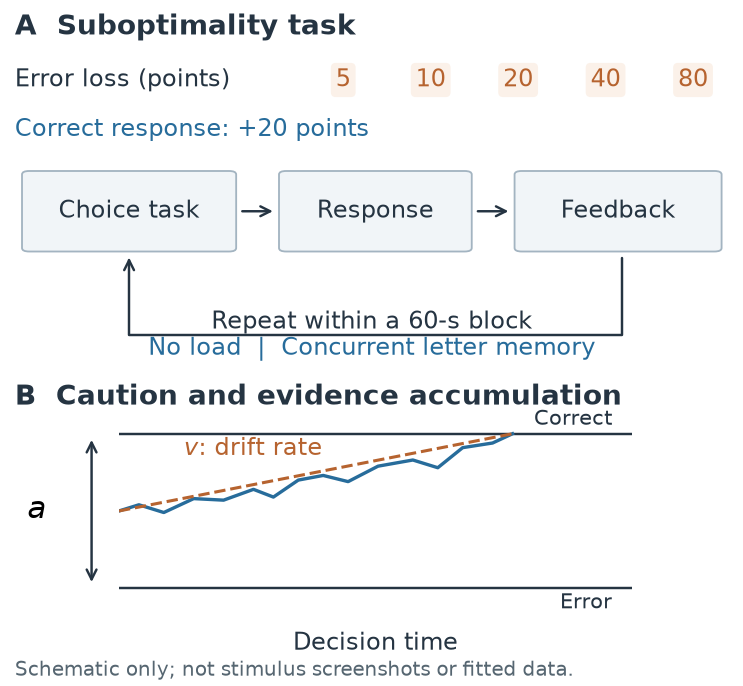 A Suboptimality task
Error loss (points) 5 10 20 40 80
Correct response: +20 points
Choice task Response Feedback
Repeat within a 60-s block
No load | Concurrent letter memory
B Caution and evidence accumulation
Correct
v: drift rate
a
Error
Decision time
Schematic only; not stimulus screenshots or fitted data.